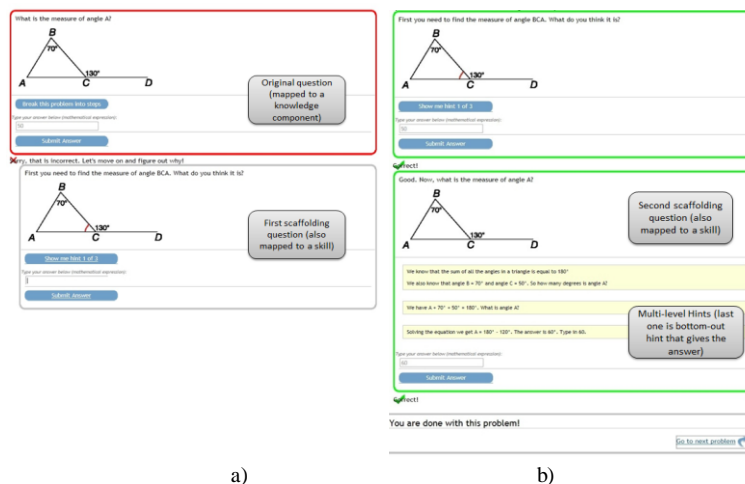 What is the measure of angle A?
B
70°
130°
A
C
D
Break this problem into steps
Type your answer below (mathematical expression):
50
Submit Answer
Original question
(mapped to a
knowledge
component)
Sorry, that is incorrect. Let's move on and figure out why!
First you need to find the measure of angle BCA. What do you think it is?
B
70°
130°
A
C
D
Show me hint 1 of 3
Type your answer below (mathematical expression):
Submit Answer
First scaffolding
question (also
mapped to a skill)
a)
First you need to find the measure of angle BCA. What do you think it is?
B
70°
130°
A
C
D
Show me hint 1 of 3
Type your answer below (mathematical expression):
50
Submit Answer
Correct!
Good. Now, what is the measure of angle A?
B
70°
130°
A
C
D
Second scaffolding
question (also
mapped to a skill)
We know that the sum of all the angles in a triangle is equal to 180°
We also know that angle B = 70° and angle C = 50°. So how many degrees is angle A?
We have A + 70° + 50° = 180°. What is angle A?
Solving the equation we get A = 180° - 120°. The answer is 60°. Type in 60.
Multi-level Hints (last
one is bottom-out
hint that gives the
answer)
Type your answer below (mathematical expression):
60
Submit Answer
Correct!
You are done with this problem!
Go to next problem
b)